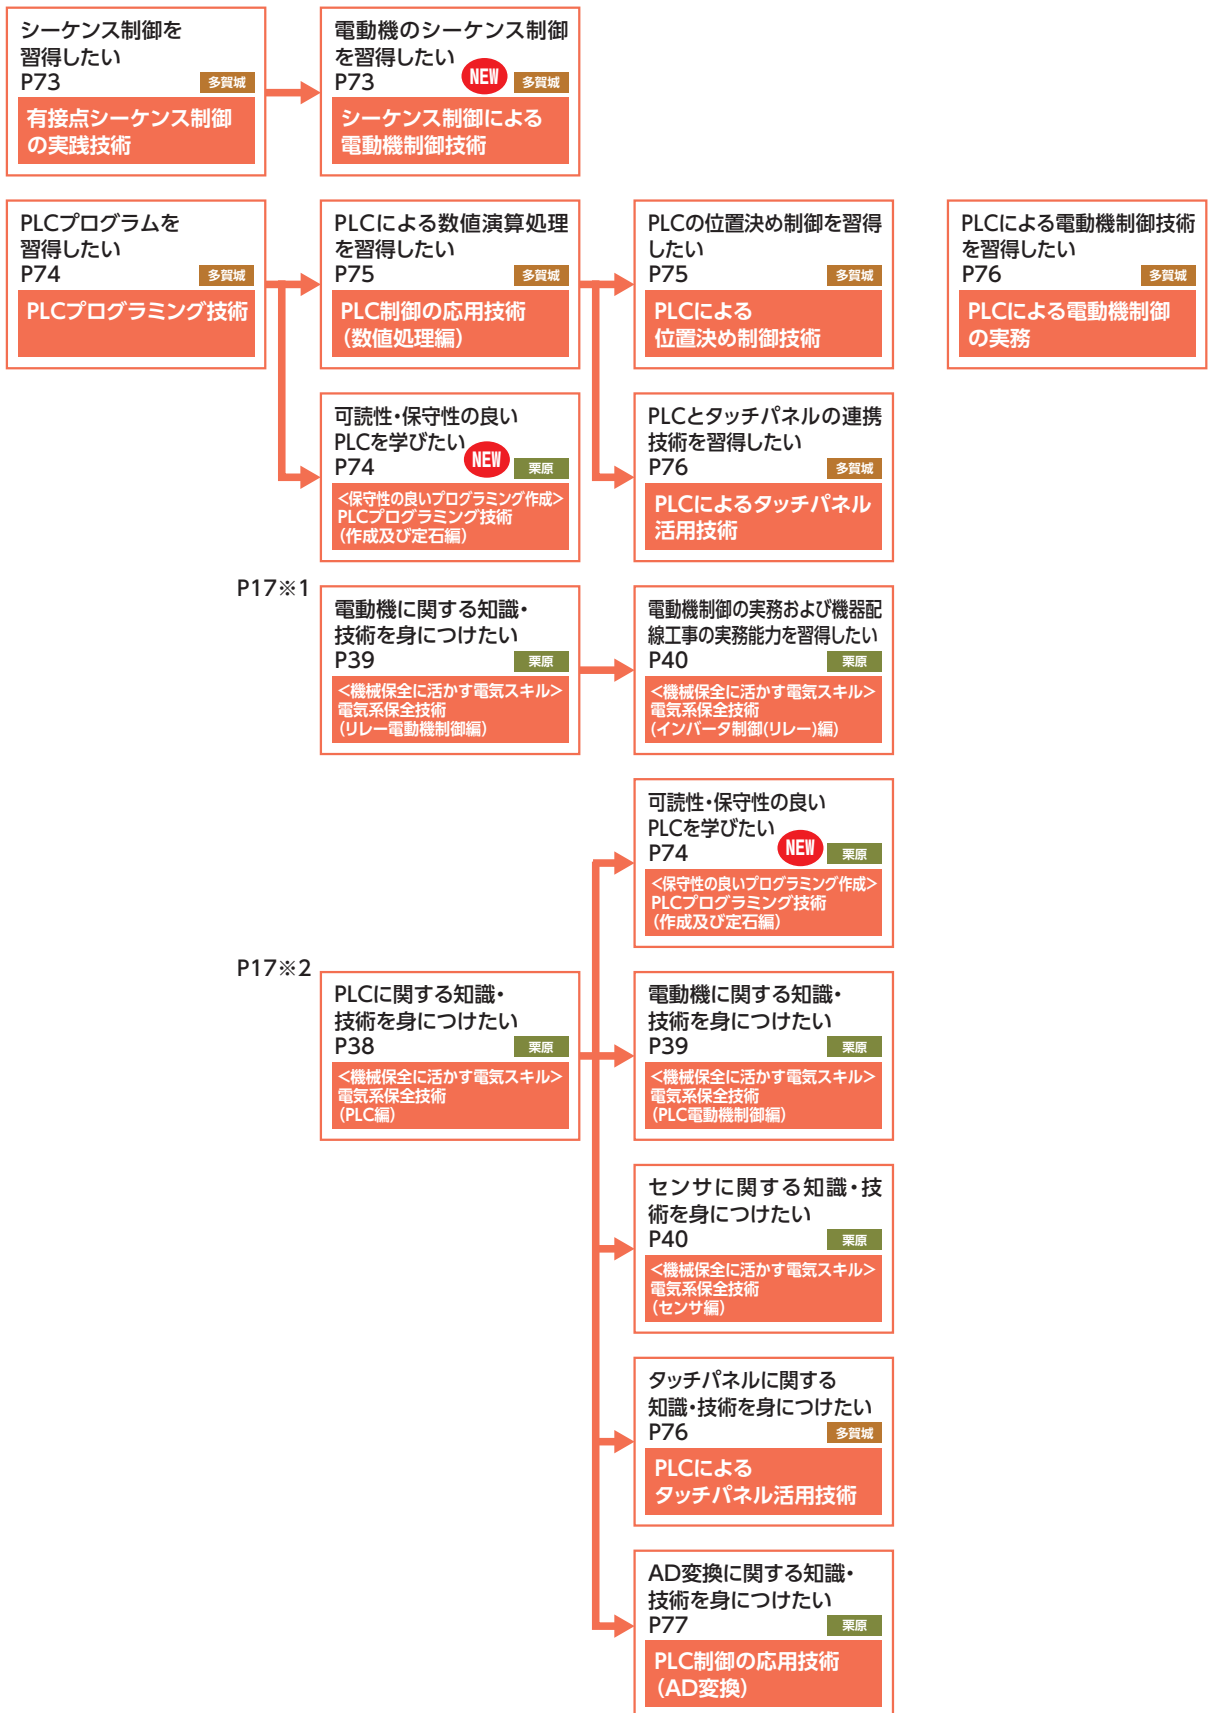 シーケンス制御を
習得したい
P73
多賀城
有接点シーケンス制御
の実践技術
電動機のシーケンス制御
を習得したい
P73
NEW
多賀城
シーケンス制御による
電動機制御技術
PLCプログラムを
習得したい
P74
多賀城
PLCプログラミング技術
PLCによる数値演算処理
を習得したい
P75
多賀城
PLC制御の応用技術
(数値処理編)
PLCの位置決め制御を習得
したい
P75
多賀城
PLCによる
位置決め制御技術
PLCによる電動機制御技術
を習得したい
P76
多賀城
PLCによる電動機制御
の実務
可読性・保守性の良い
PLCを学びたい
P74
NEW
栗原
<保守性の良いプログラミング作成>
PLCプログラミング技術
(作成及び定石編)
PLCとタッチパネルの連携
技術を習得したい
P76
多賀城
PLCによるタッチパネル
活用技術
P17※1
電動機に関する知識・
技術を身につけたい
P39
栗原
<機械保全に活かす電気スキル>
電気系保全技術
(リレー電動機制御編)
電動機制御の実務および機器配
線工事の実務能力を習得したい
P40
栗原
<機械保全に活かす電気スキル>
電気系保全技術
(インバータ制御(リレー)編)
可読性・保守性の良い
PLCを学びたい
P74
NEW
栗原
<保守性の良いプログラミング作成>
PLCプログラミング技術
(作成及び定石編)
P17※2
PLCに関する知識・
技術を身につけたい
P38
栗原
<機械保全に活かす電気スキル>
電気系保全技術
(PLC編)
電動機に関する知識・
技術を身につけたい
P39
栗原
<機械保全に活かす電気スキル>
電気系保全技術
(PLC電動機制御編)
センサに関する知識・技
術を身につけたい
P40
栗原
<機械保全に活かす電気スキル>
電気系保全技術
(センサ編)
タッチパネルに関する
知識・技術を身につけたい
P76
多賀城
PLCによる
タッチパネル活用技術
AD変換に関する知識・
技術を身につけたい
P77
栗原
PLC制御の応用技術
(AD変換)